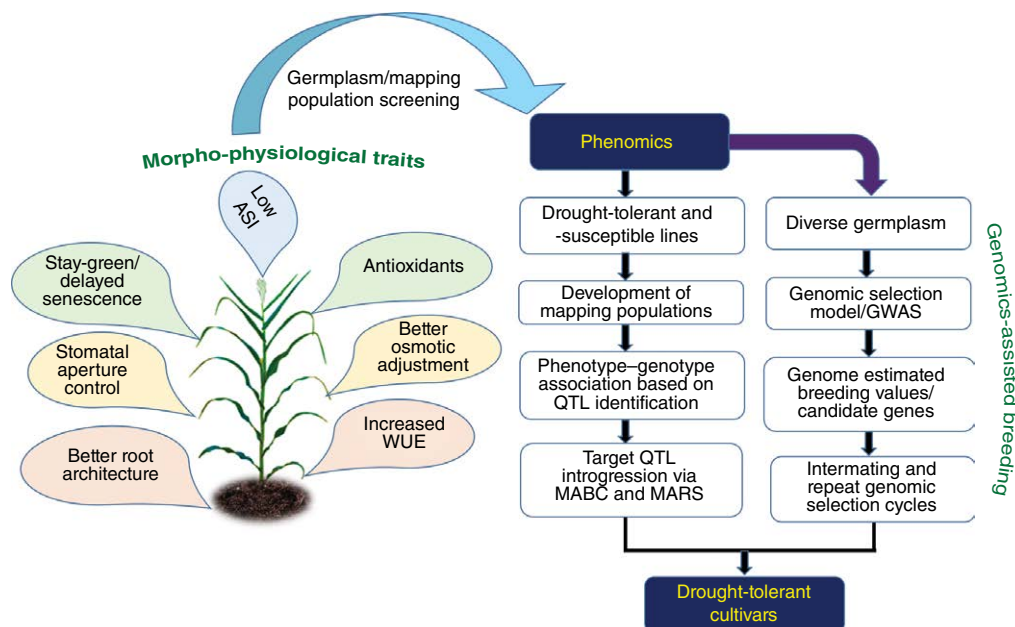 Germplasm/mapping
population screening
Morpho-physiological traits
Low
ASI
Stay-green/
delayed
senescence
Antioxidants
Stomatal
aperture
control
Better
osmotic
adjustment
Better root
architecture
Increased
WUE
Phenomics
Drought-tolerant and
-susceptible lines
Development of
mapping populations
Phenotype–genotype
association based on
QTL identification
Target QTL
introgression via
MABC and MARS
Diverse germplasm
Genomic selection
model/GWAS
Genome estimated
breeding values/
candidate genes
Intermating and
repeat genomic
selection cycles
Genomics-assisted breeding
Drought-tolerant
cultivars